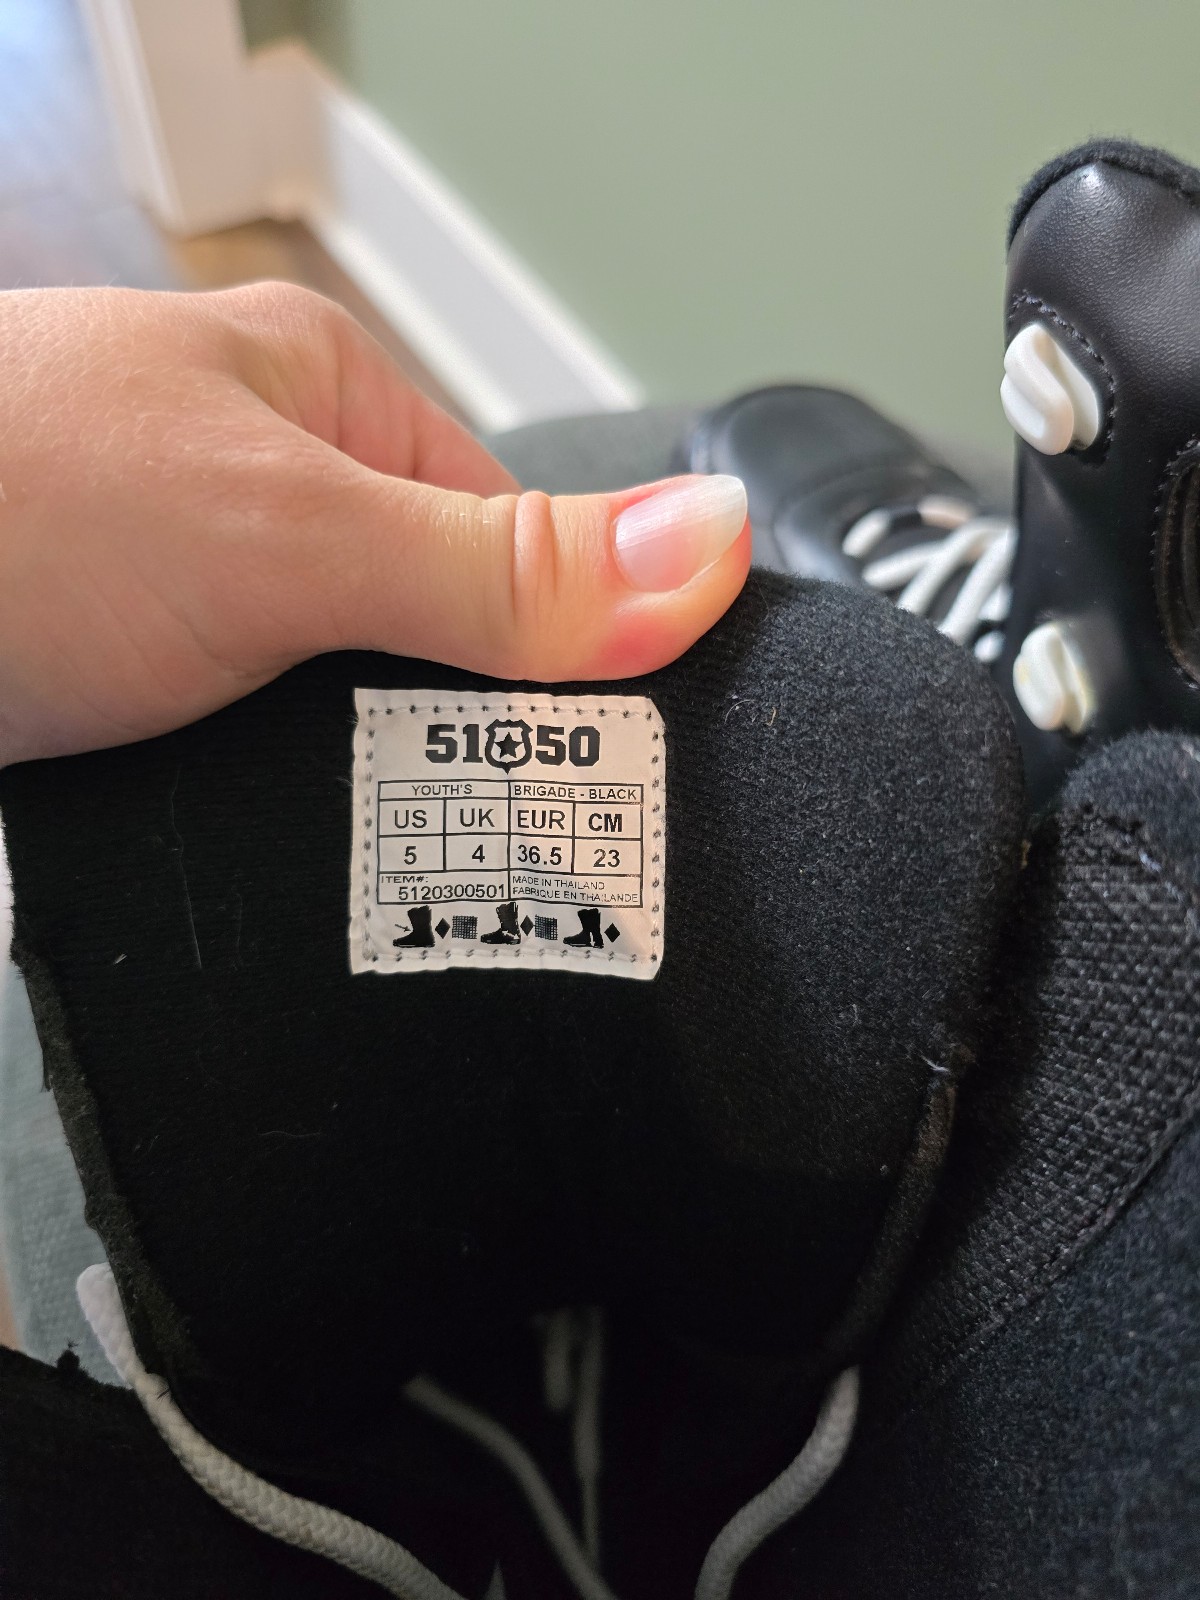 51 50
YOUTH'S BRIGADE - BLACK
US UK EUR CM
5 4 36.5 23
ITEM#: MADE IN THAILAND
5120300501 FABRIQUE EN THAILANDE